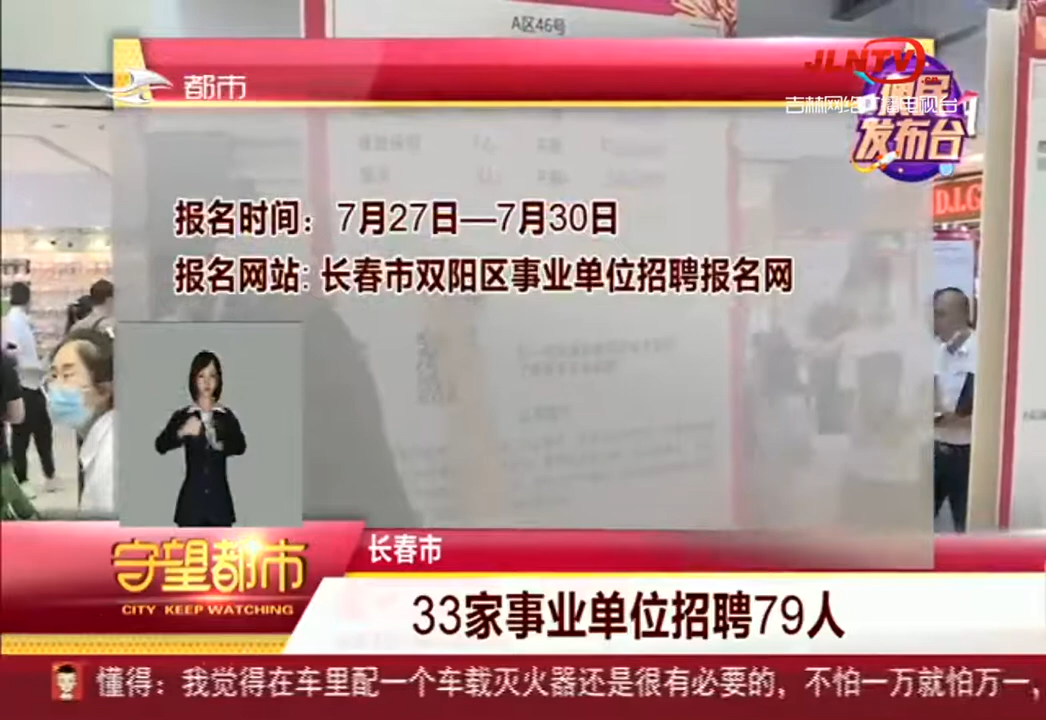 A区46号
JLNTV
都市
吉林网络广播电视台
便民
发布台
报名时间：7月27日—7月30日
D.I.G
报名网站：长春市双阳区事业单位招聘报名网
守望都市
CITY KEEP WATCHING
长春市
33家事业单位招聘79人
懂得：我觉得在车里配一个车载灭火器还是很有必要的，不怕一万就怕万一，